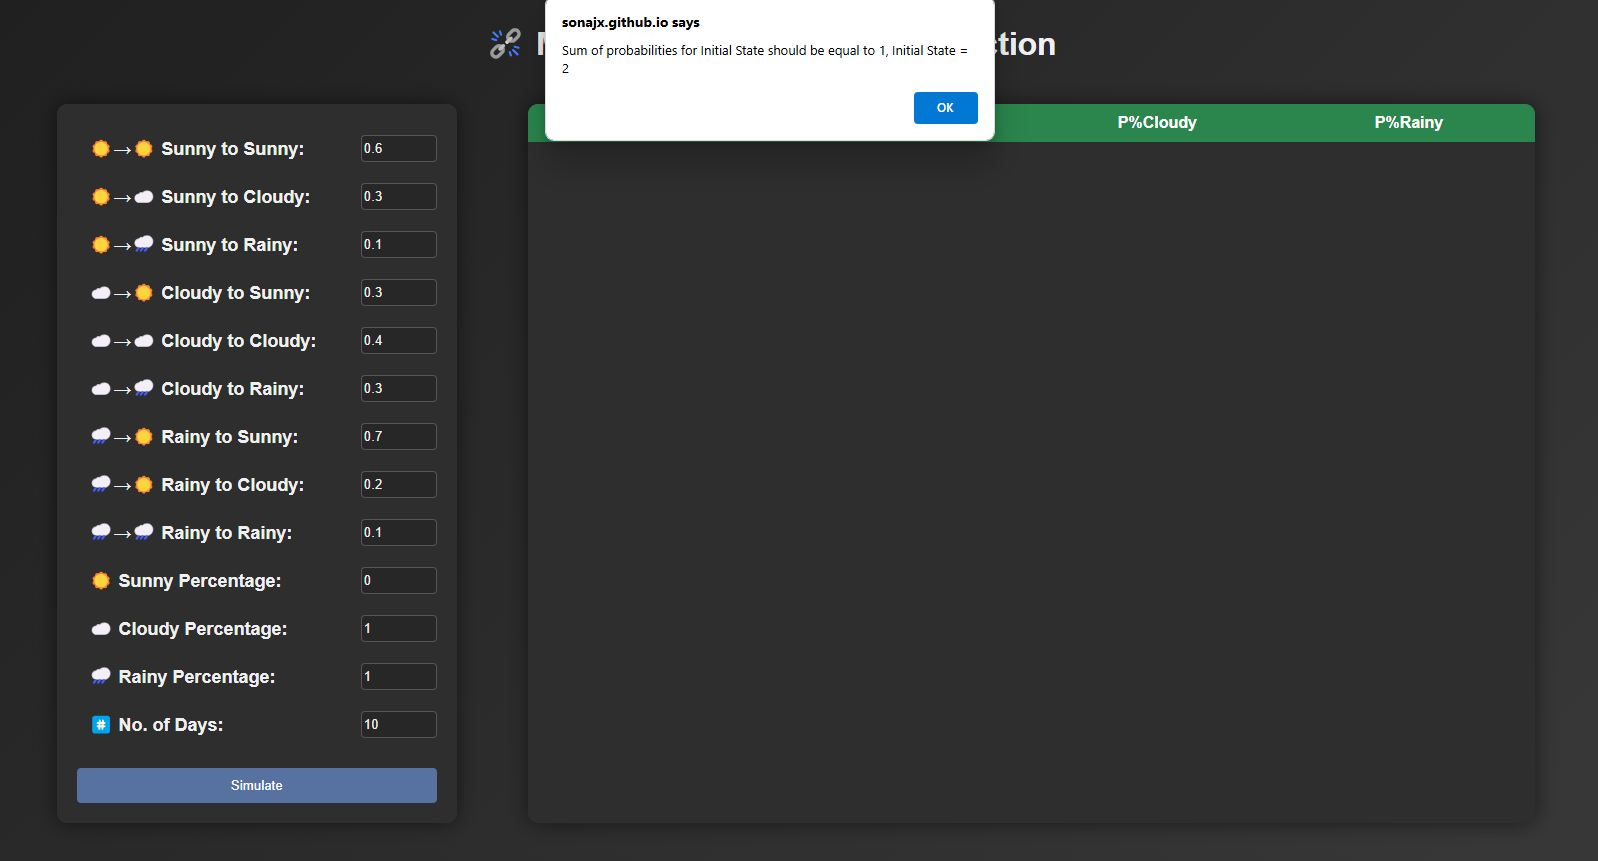 sonajx.github.io says
Sum of probabilities for Initial State should be equal to 1, Initial State =
2
OK
P%Cloudy
P%Rainy
Sunny to Sunny: 0.6
Sunny to Cloudy: 0.3
Sunny to Rainy: 0.1
Cloudy to Sunny: 0.3
Cloudy to Cloudy: 0.4
Cloudy to Rainy: 0.3
Rainy to Sunny: 0.7
Rainy to Cloudy: 0.2
Rainy to Rainy: 0.1
Sunny Percentage: 0
Cloudy Percentage: 1
Rainy Percentage: 1
# No. of Days: 10
Simulate